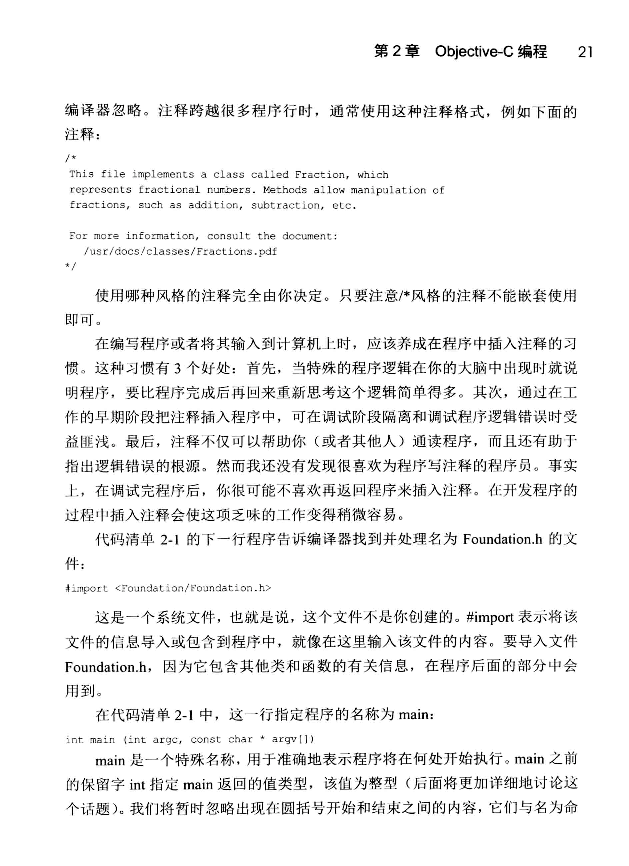 第 2 章 Objective-C 编程 21
编译器忽略。注释跨越很多程序行时，通常使用这种注释格式，例如下面的
注释：
/*
This file implements a class called Fraction, which
represents fractional numbers. Methods allow manipulation of
fractions, such as addition, subtraction, etc.
For more information, consult the document:
/usr/docs/classes/Fractions.pdf
*/
使用哪种风格的注释完全由你决定。只要注意/*风格的注释不能嵌套使用
即可。
在编写程序或者将其输入到计算机上时，应该养成在程序中插入注释的习
惯。这种习惯有 3 个好处：首先，当特殊的程序逻辑在你的大脑中出现时就说
明程序，要比程序完成后再回来重新思考这个逻辑简单得多。其次，通过在工
作的早期阶段把注释插入程序中，可在调试阶段隔离和调试程序逻辑错误时受
益匪浅。最后，注释不仅可以帮助你（或者其他人）通读程序，而且还有助于
指出逻辑错误的根源。然而我还没有发现很喜欢为程序写注释的程序员。事实
上，在调试完程序后，你很可能不喜欢再返回程序来插入注释。在开发程序的
过程中插入注释会使这项乏味的工作变得稍微容易。
代码清单 2-1 的下一行程序告诉编译器找到并处理名为 Foundation.h 的文
件：
#import <Foundation/Foundation.h>
这是一个系统文件，也就是说，这个文件不是你创建的。#import 表示将该
文件的信息导入或包含到程序中，就像在这里输入该文件的内容。要导入文件
Foundation.h，因为它包含其他类和函数的有关信息，在程序后面的部分中会
用到。
在代码清单 2-1 中，这一行指定程序的名称为 main：
int main (int argc, const char * argv[])
main 是一个特殊名称，用于准确地表示程序将在何处开始执行。main 之前
的保留字 int 指定 main 返回的值类型，该值为整型（后面将更加详细地讨论这
个话题）。我们将暂时忽略出现在圆括号开始和结束之间的内容，它们与名为命